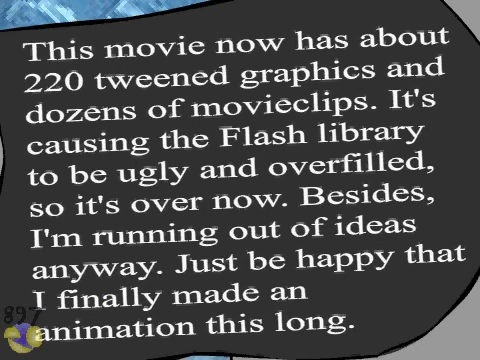 This movie now has about
220 tweened graphics and
dozens of movieclips. It's
causing the Flash library
to be ugly and overfilled,
so it's over now. Besides,
I'm running out of ideas
anyway. Just be happy that
I finally made an
animation this long.
897